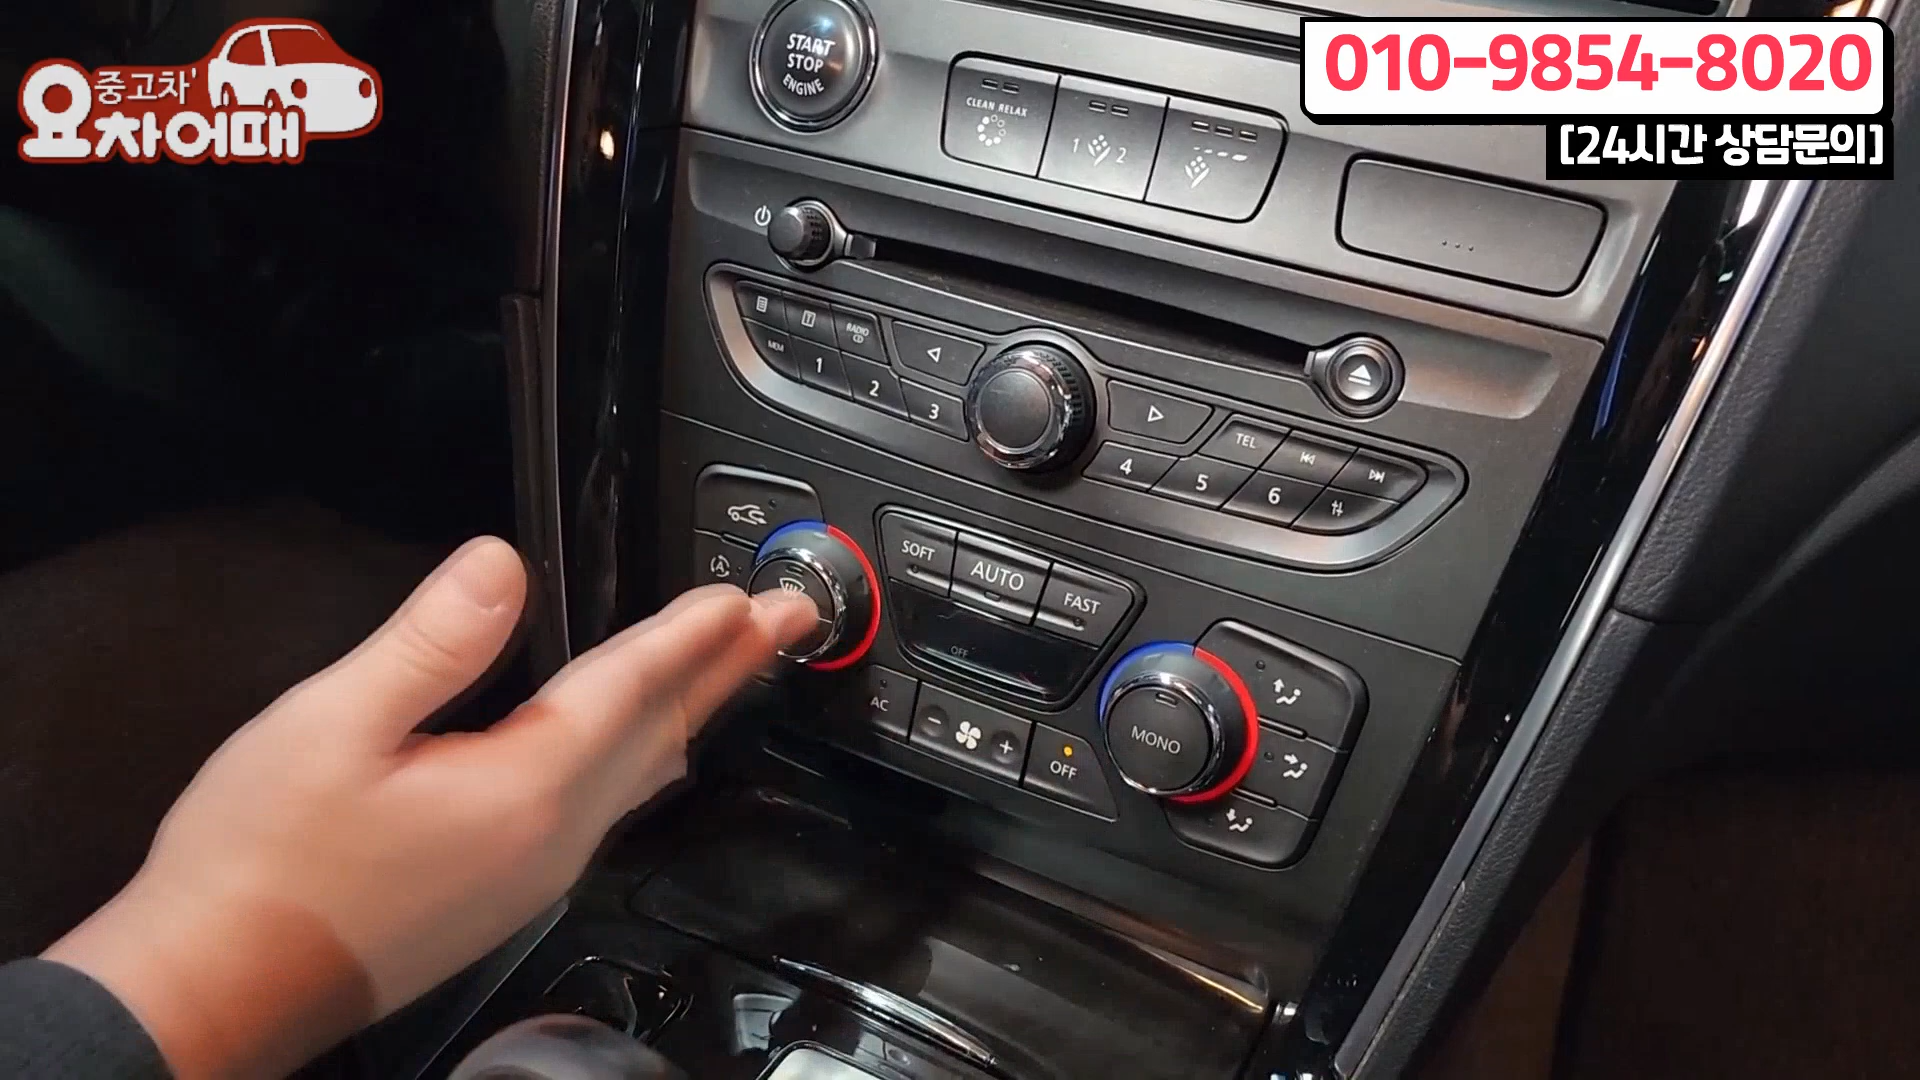 중고차'
요차어때
010-9854-8020
[24시간 상담문의]
START
STOP
ENGINE
CLEAN RELAX
1 2
RADIO
CD
MEM
1
2
3
TEL
4
5
6
SOFT
AUTO
FAST
OFF
AC
- +
OFF
MONO